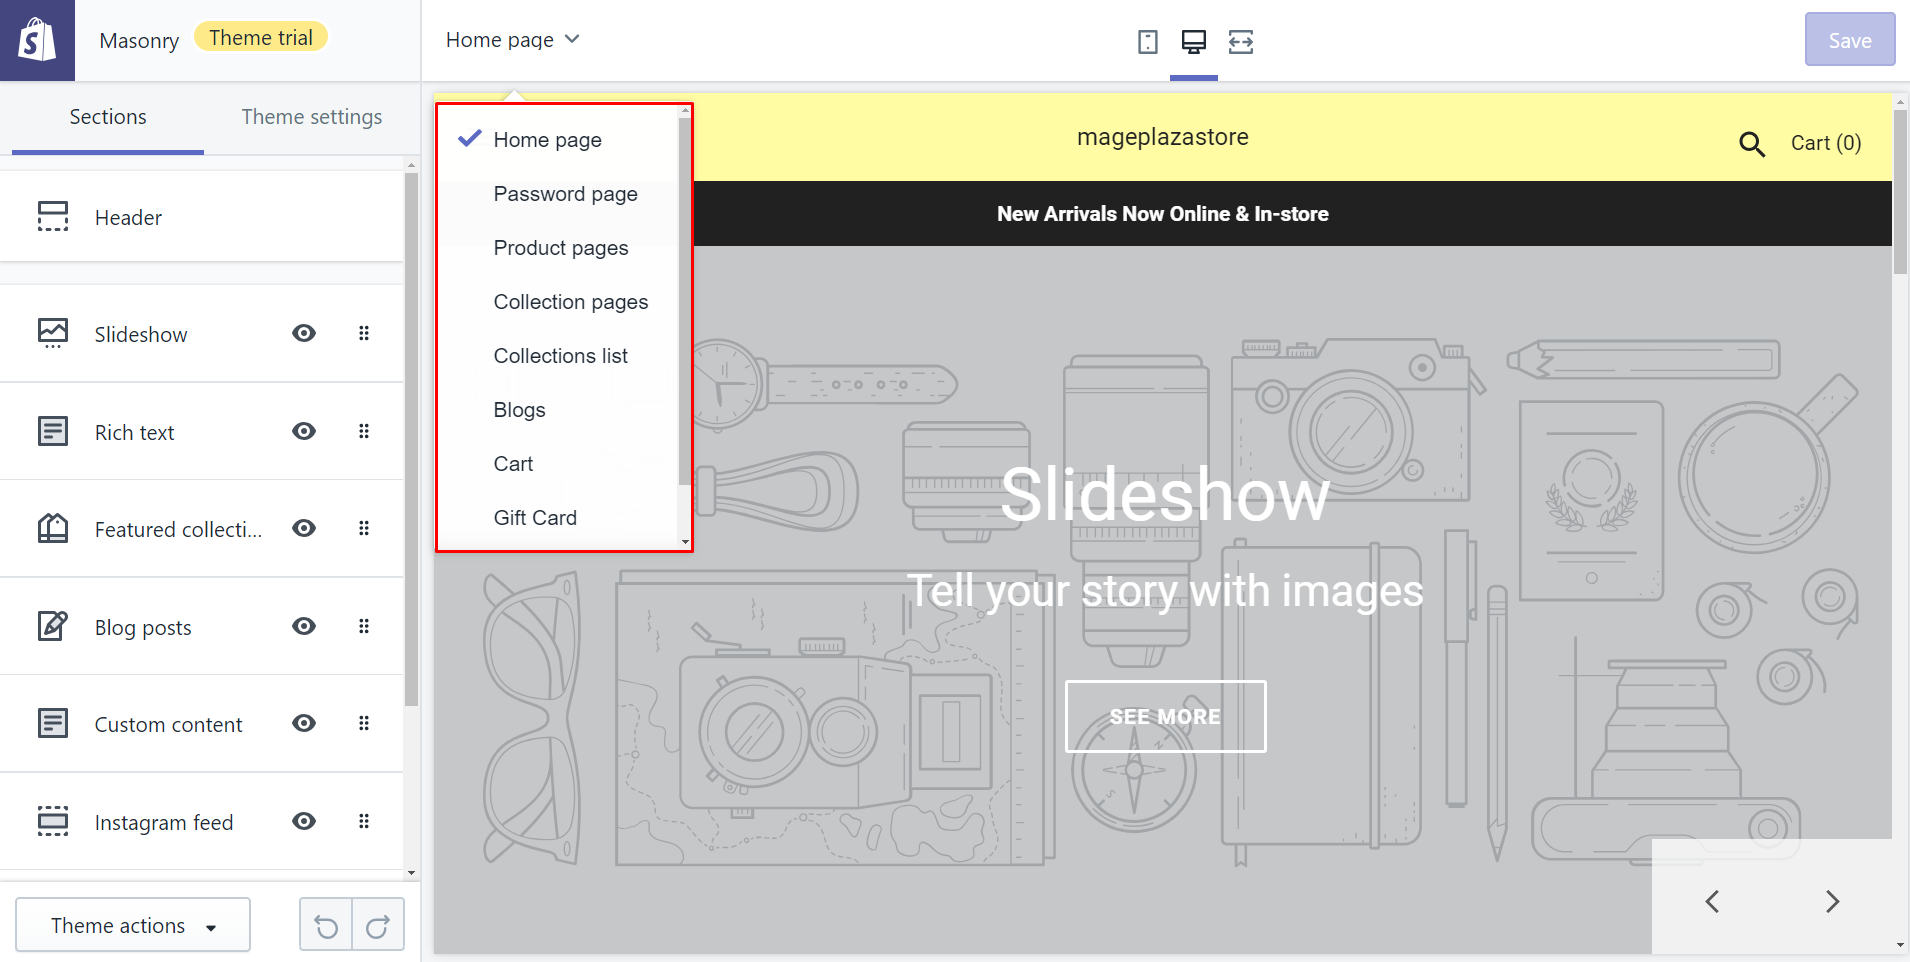 Masonry Theme trial
Home page
Save
Sections Theme settings
Header
Slideshow
Rich text
Featured collecti...
Blog posts
Custom content
Instagram feed
Theme actions
Home page
Password page
Product pages
Collection pages
Collections list
Blogs
Cart
Gift Card
mageplazastore
Cart (0)
New Arrivals Now Online & In-store
Slideshow
Tell your story with images
SEE MORE